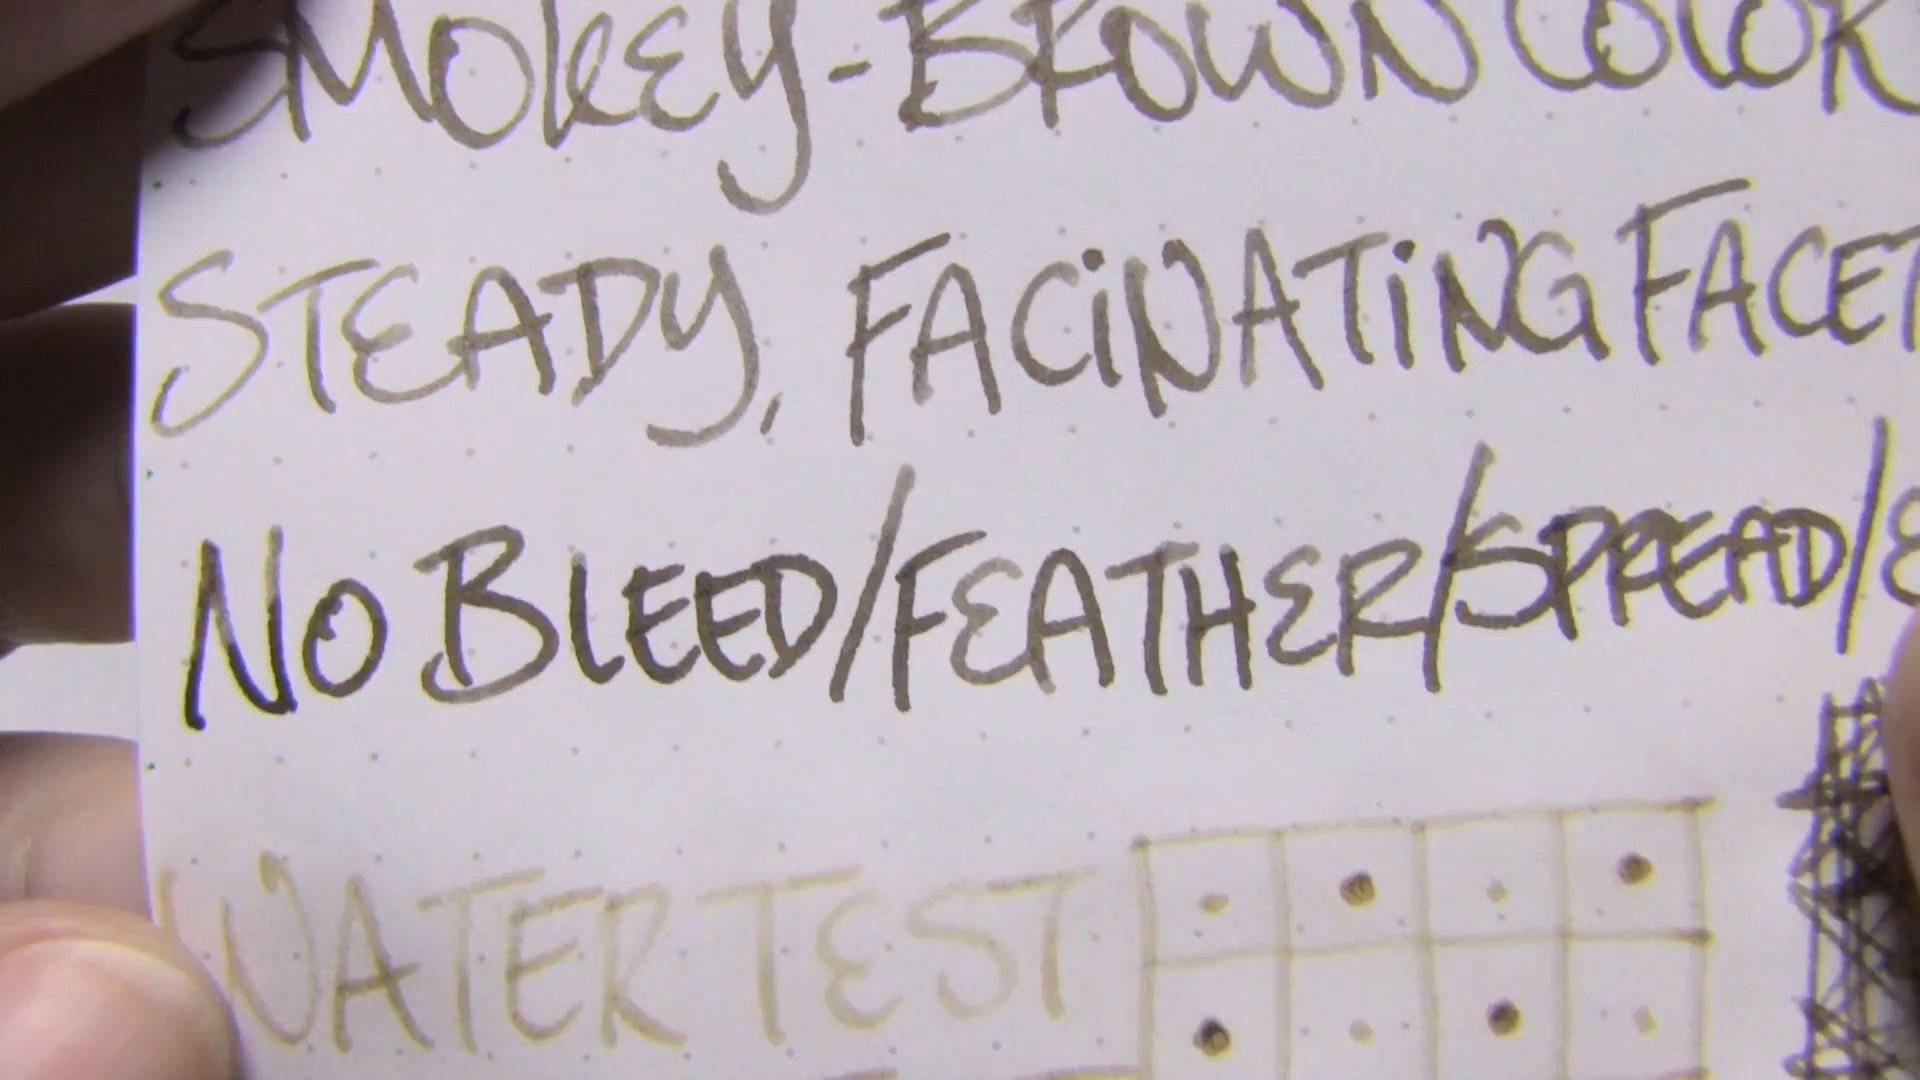 SMOKEY-BROWN COLOR
STEADY, FACINATING FACET
NO BLEED/FEATHER/SPREAD/
WATER TEST